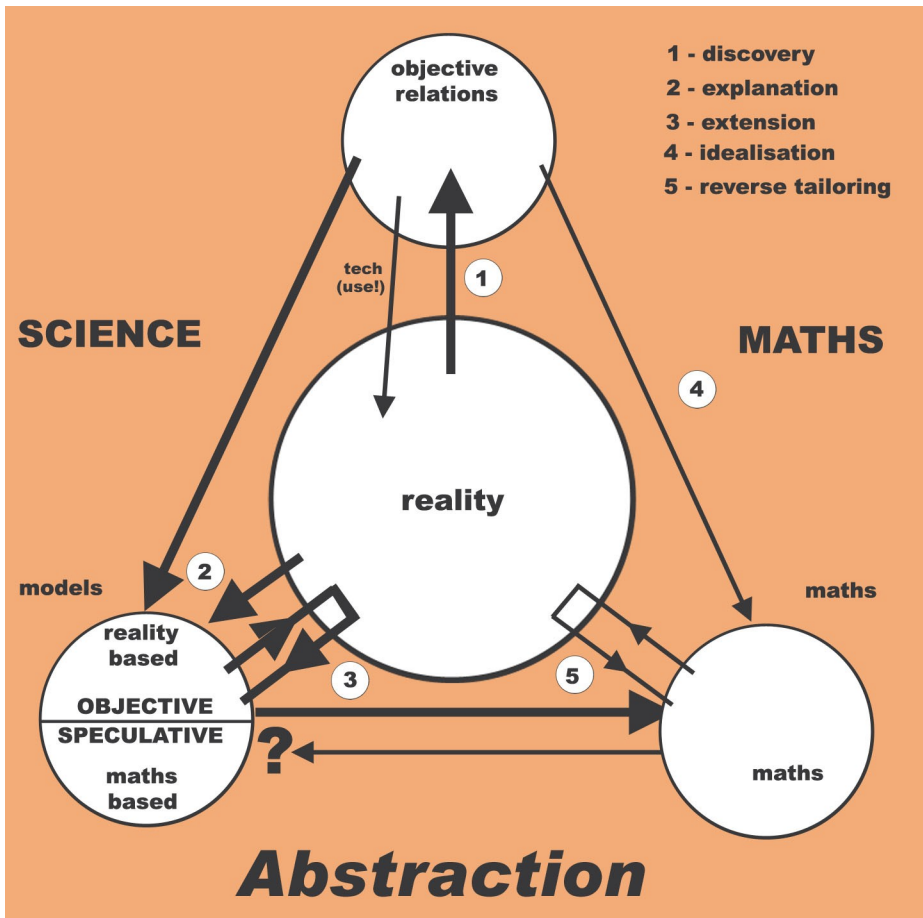 objective
relations
1 - discovery
2 - explanation
3 - extension
4 - idealisation
5 - reverse tailoring
tech
(use!)
1
SCIENCE
MATHS
4
reality
2
models
maths
reality
based
3
5
OBJECTIVE
SPECULATIVE
?
maths
based
maths
Abstraction